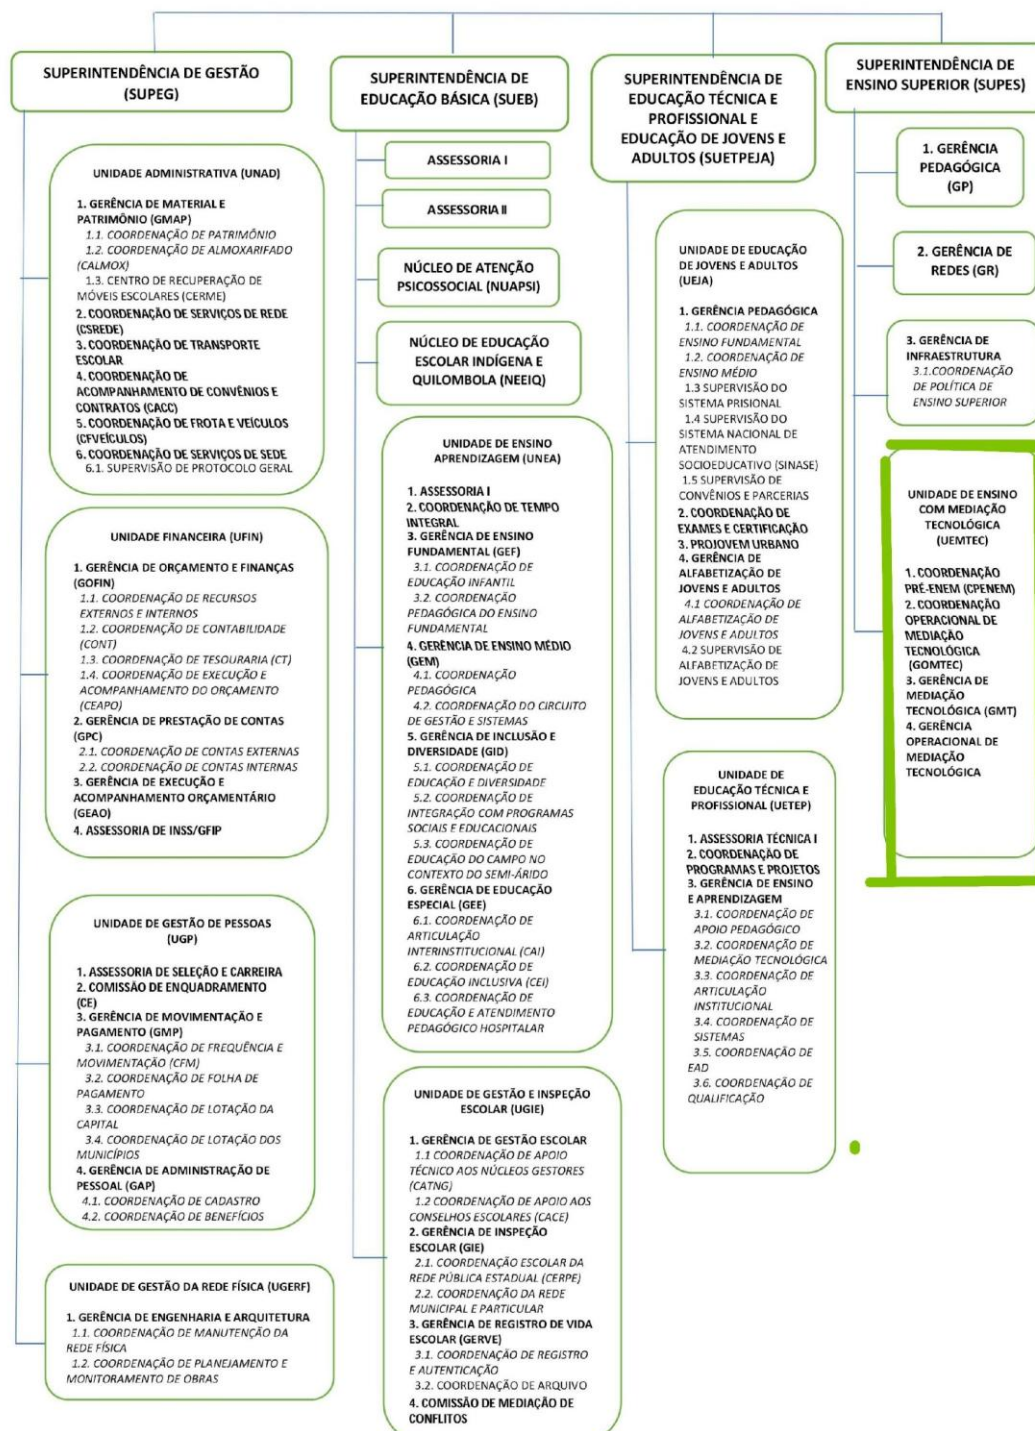 SUPERINTENDÊNCIA DE GESTÃO
(SUPEG)
UNIDADE ADMINISTRATIVA (UNAD)
1. GERÊNCIA DE MATERIAL E
PATRIMÔNIO (GMAP)
1.1. COORDENAÇÃO DE PATRIMÔNIO
1.2. COORDENAÇÃO DE ALMOXARIFADO
(CALMOX)
1.3. CENTRO DE RECUPERAÇÃO DE
MÓVEIS ESCOLARES (CERME)
2. COORDENAÇÃO DE SERVIÇOS DE REDE
(CSREDE)
3. COORDENAÇÃO DE TRANSPORTE
ESCOLAR
4. COORDENAÇÃO DE
ACOMPANHAMENTO DE CONVÊNIOS E
CONTRATOS (CACC)
5. COORDENAÇÃO DE FROTA E VEÍCULOS
(CFVEÍCULOS)
6. COORDENAÇÃO DE SERVIÇOS DE SEDE
6.1. SUPERVISÃO DE PROTOCOLO GERAL
UNIDADE FINANCEIRA (UFIN)
1. GERÊNCIA DE ORÇAMENTO E FINANÇAS
(GOFIN)
1.1. COORDENAÇÃO DE RECURSOS
EXTERNOS E INTERNOS
1.2. COORDENAÇÃO DE CONTABILIDADE
(CONT)
1.3. COORDENAÇÃO DE TESOURARIA (CT)
1.4. COORDENAÇÃO DE EXECUÇÃO E
ACOMPANHAMENTO DO ORÇAMENTO
(CEAPO)
2. GERÊNCIA DE PRESTAÇÃO DE CONTAS
(GPC)
2.1. COORDENAÇÃO DE CONTAS EXTERNAS
2.2. COORDENAÇÃO DE CONTAS INTERNAS
3. GERÊNCIA DE EXECUÇÃO E
ACOMPANHAMENTO ORÇAMENTÁRIO
(GEAO)
4. ASSESSORIA DE INSS/GFIP
UNIDADE DE GESTÃO DE PESSOAS
(UGP)
1. ASSESSORIA DE SELEÇÃO E CARREIRA
2. COMISSÃO DE ENQUADRAMENTO
(CE)
3. GERÊNCIA DE MOVIMENTAÇÃO E
PAGAMENTO (GMP)
3.1. COORDENAÇÃO DE FREQUÊNCIA E
MOVIMENTAÇÃO (CFM)
3.2. COORDENAÇÃO DE FOLHA DE
PAGAMENTO
3.3. COORDENAÇÃO DE LOTAÇÃO DA
CAPITAL
3.4. COORDENAÇÃO DE LOTAÇÃO DOS
MUNICÍPIOS
4. GERÊNCIA DE ADMINISTRAÇÃO DE
PESSOAL (GAP)
4.1. COORDENAÇÃO DE CADASTRO
4.2. COORDENAÇÃO DE BENEFÍCIOS
UNIDADE DE GESTÃO DA REDE FÍSICA (UGERF)
1. GERÊNCIA DE ENGENHARIA E ARQUITETURA
1.1. COORDENAÇÃO DE MANUTENÇÃO DA
REDE FÍSICA
1.2. COORDENAÇÃO DE PLANEJAMENTO E
MONITORAMENTO DE OBRAS
SUPERINTENDÊNCIA DE
EDUCAÇÃO BÁSICA (SUEB)
ASSESSORIA I
ASSESSORIA II
NÚCLEO DE ATENÇÃO
PSICOSSOCIAL (NUAPSI)
NÚCLEO DE EDUCAÇÃO
ESCOLAR INDÍGENA E
QUILOMBOLA (NEEIQ)
UNIDADE DE ENSINO
APRENDIZAGEM (UNEA)
1. ASSESSORIA I
2. COORDENAÇÃO DE TEMPO
INTEGRAL
3. GERÊNCIA DE ENSINO
FUNDAMENTAL (GEF)
3.1. COORDENAÇÃO DE
EDUCAÇÃO INFANTIL
3.2. COORDENAÇÃO
PEDAGÓGICA DO ENSINO
FUNDAMENTAL
4. GERÊNCIA DE ENSINO MÉDIO
(GEM)
4.1. COORDENAÇÃO
PEDAGÓGICA
4.2. COORDENAÇÃO DO CIRCUITO
DE GESTÃO E SISTEMAS
5. GERÊNCIA DE INCLUSÃO E
DIVERSIDADE (GID)
5.1. COORDENAÇÃO DE
EDUCAÇÃO E DIVERSIDADE
5.2. COORDENAÇÃO DE
INTEGRAÇÃO COM PROGRAMAS
SOCIAIS E EDUCACIONAIS
5.3. COORDENAÇÃO DE
EDUCAÇÃO DO CAMPO NO
CONTEXTO DO SEMI-ÁRIDO
6. GERÊNCIA DE EDUCAÇÃO
ESPECIAL (GEE)
6.1. COORDENAÇÃO DE
ARTICULAÇÃO
INTERINSTITUCIONAL (CAI)
6.2. COORDENAÇÃO DE
EDUCAÇÃO INCLUSIVA (CEI)
6.3. COORDENAÇÃO DE
EDUCAÇÃO E ATENDIMENTO
PEDAGÓGICO HOSPITALAR
UNIDADE DE GESTÃO E INSPEÇÃO
ESCOLAR (UGIE)
1. GERÊNCIA DE GESTÃO ESCOLAR
1.1 COORDENAÇÃO DE APOIO
TÉCNICO AOS NÚCLEOS GESTORES
(CATNG)
1.2 COORDENAÇÃO DE APOIO AOS
CONSELHOS ESCOLARES (CACE)
2. GERÊNCIA DE INSPEÇÃO
ESCOLAR (GIE)
2.1. COORDENAÇÃO ESCOLAR DA
REDE PÚBLICA ESTADUAL (CERPE)
2.2. COORDENAÇÃO DA REDE
MUNICIPAL E PARTICULAR
3. GERÊNCIA DE REGISTRO DE VIDA
ESCOLAR (GERVE)
3.1. COORDENAÇÃO DE REGISTRO
E AUTENTICAÇÃO
3.2. COORDENAÇÃO DE ARQUIVO
4. COMISSÃO DE MEDIAÇÃO DE
CONFLITOS
SUPERINTENDÊNCIA DE
EDUCAÇÃO TÉCNICA E
PROFISSIONAL E
EDUCAÇÃO DE JOVENS E
ADULTOS (SUETPEJA)
UNIDADE DE EDUCAÇÃO
DE JOVENS E ADULTOS
(UEJA)
1. GERÊNCIA PEDAGÓGICA
1.1. COORDENAÇÃO DE
ENSINO FUNDAMENTAL
1.2. COORDENAÇÃO DE
ENSINO MÉDIO
1.3 SUPERVISÃO DO
SISTEMA PRISIONAL
1.4 SUPERVISÃO DO
SISTEMA NACIONAL DE
ATENDIMENTO
SOCIOEDUCATIVO (SINASE)
1.5 SUPERVISÃO DE
CONVÊNIOS E PARCERIAS
2. COORDENAÇÃO DE
EXAMES E CERTIFICAÇÃO
3. PROJOVEM URBANO
4. GERÊNCIA DE
ALFABETIZAÇÃO DE
JOVENS E ADULTOS
4.1 COORDENAÇÃO DE
ALFABETIZAÇÃO DE
JOVENS E ADULTOS
4.2 SUPERVISÃO DE
ALFABETIZAÇÃO DE
JOVENS E ADULTOS
UNIDADE DE
EDUCAÇÃO TÉCNICA E
PROFISSIONAL (UETEP)
1. ASSESSORIA TÉCNICA I
2. COORDENAÇÃO DE
PROGRAMAS E PROJETOS
3. GERÊNCIA DE ENSINO
E APRENDIZAGEM
3.1. COORDENAÇÃO DE
APOIO PEDAGÓGICO
3.2. COORDENAÇÃO DE
MEDIAÇÃO TECNOLÓGICA
3.3. COORDENAÇÃO DE
ARTICULAÇÃO
INSTITUCIONAL
3.4. COORDENAÇÃO DE
SISTEMAS
3.5. COORDENAÇÃO DE
EAD
3.6. COORDENAÇÃO DE
QUALIFICAÇÃO
SUPERINTENDÊNCIA DE
ENSINO SUPERIOR (SUPES)
1. GERÊNCIA
PEDAGÓGICA
(GP)
2. GERÊNCIA DE
REDES (GR)
3. GERÊNCIA DE
INFRAESTRUTURA
3.1.COORDENAÇÃO
DE POLÍTICA DE
ENSINO SUPERIOR
UNIDADE DE ENSINO
COM MEDIAÇÃO
TECNOLÓGICA
(UEMTEC)
1. COORDENAÇÃO
PRÉ-ENEM (CPENEM)
2. COORDENAÇÃO
OPERACIONAL DE
MEDIAÇÃO
TECNOLÓGICA
(GOMTEC)
3. GERÊNCIA DE
MEDIAÇÃO
TECNOLÓGICA (GMT)
4. GERÊNCIA
OPERACIONAL DE
MEDIAÇÃO
TECNOLÓGICA